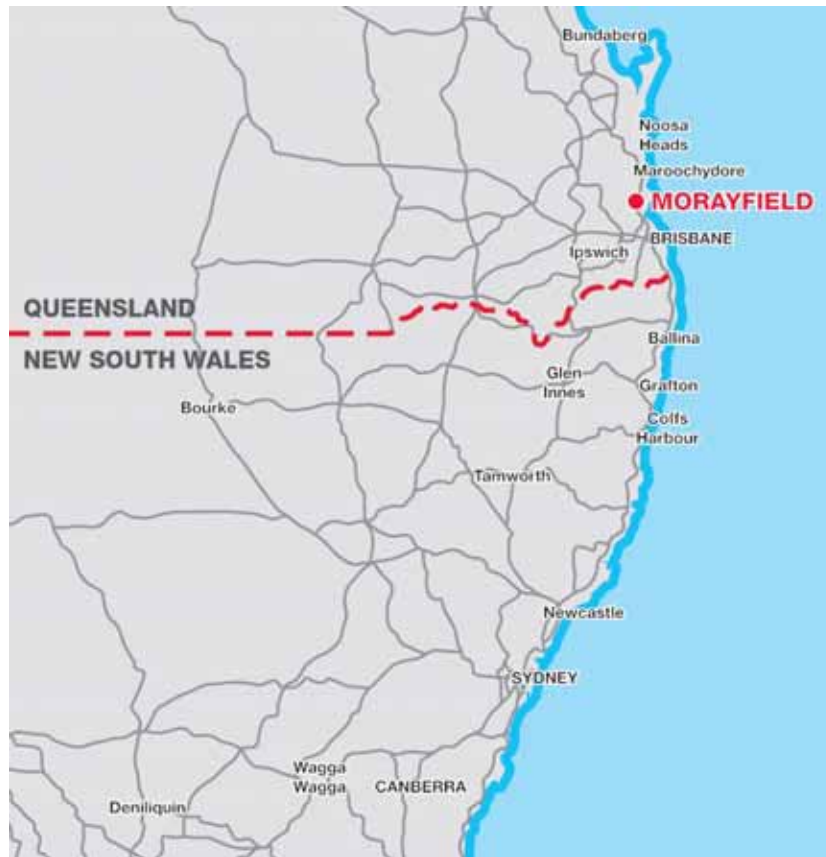 Bundaberg
Noosa
Heads
Maroochydore
MORAYFIELD
BRISBANE
Ipswich
QUEENSLAND
NEW SOUTH WALES
Ballina
Glen
Innes
Grafton
Bourke
Colfs
Harbour
Tamworth
Newcastle
SYDNEY
Wagga
Wagga
CANBERRA
Deniliquin